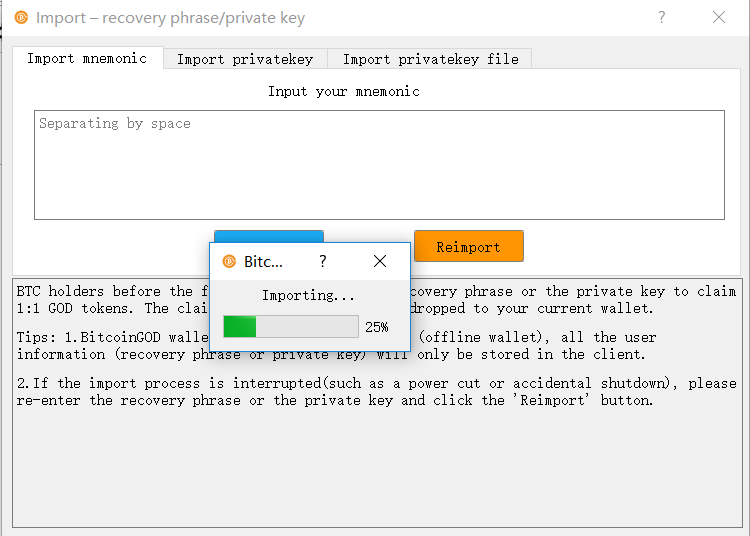 Import – recovery phrase/private key
Import mnemonic Import privatekey Import privatekey file
Input your mnemonic
Separating by space
Reimport
Bitc... ?
Importing...
25%
BTC holders before the f covery phrase or the private key to claim
1:1 GOD tokens. The clai dropped to your current wallet.
Tips: 1.BitcoinGOD walle (offline wallet), all the user
information (recovery phrase or private key) will only be stored in the client.
2.If the import process is interrupted(such as a power cut or accidental shutdown), please
re-enter the recovery phrase or the private key and click the 'Reimport' button.